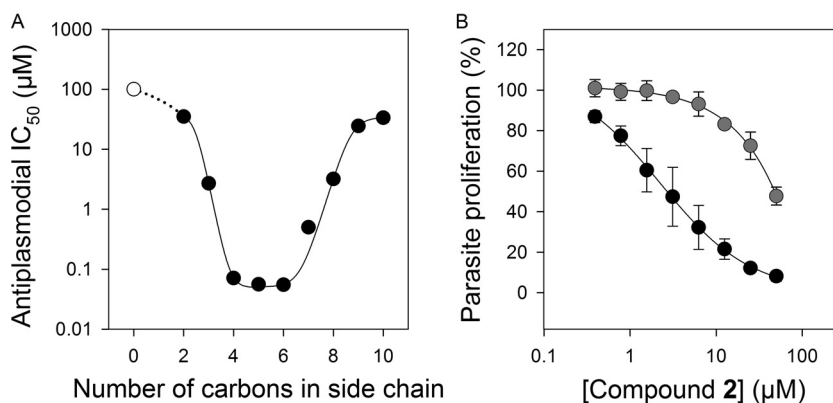 A
Antiplasmodial IC50 (µM)
1000
100
10
1
0.1
0.01
0 2 4 6 8 10
Number of carbons in side chain
B
Parasite proliferation (%)
120
100
80
60
40
20
0
0.1 1 10 100
[Compound 2] (µM)